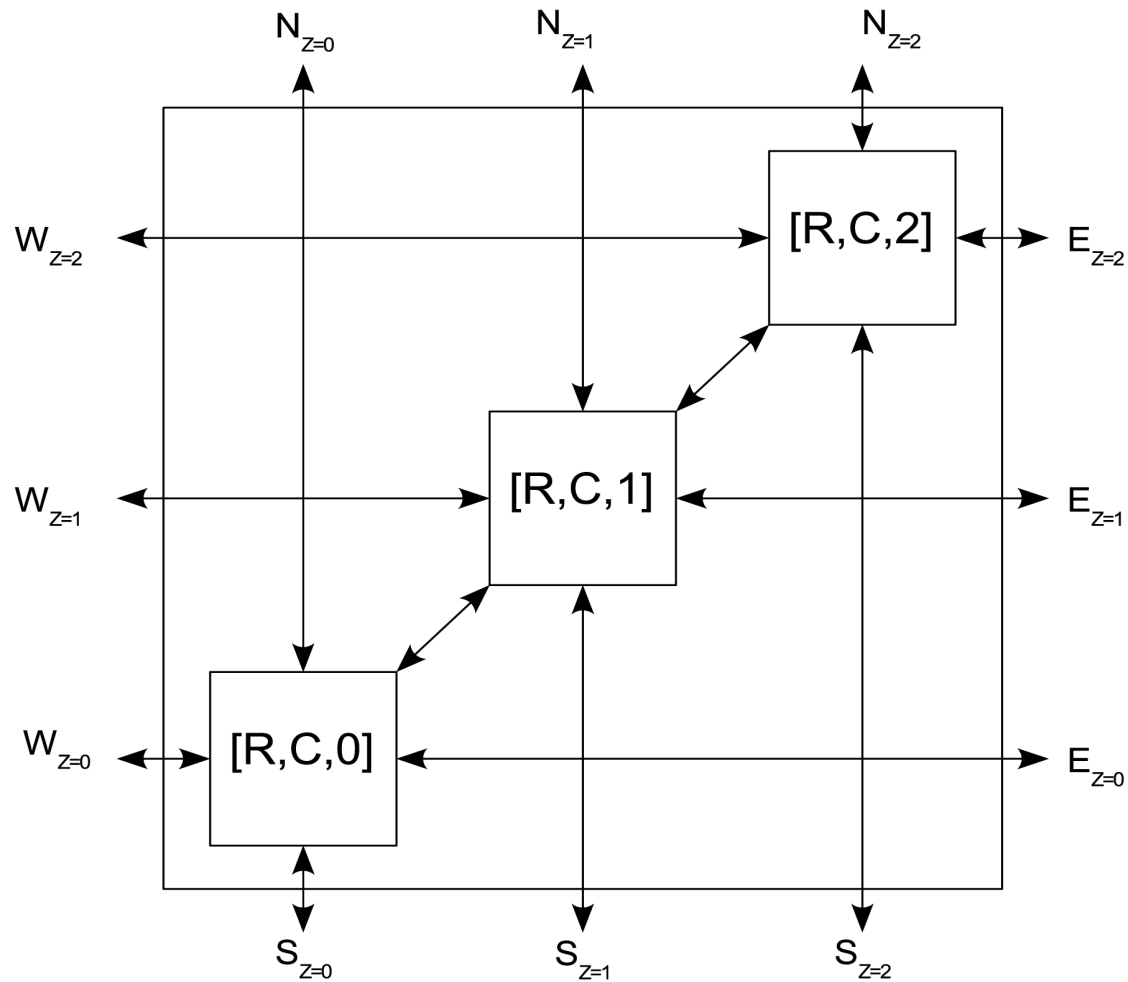 N Z=0 N Z=1 N Z=2
W Z=2 [R,C,2] E Z=2
W Z=1 [R,C,1] E Z=1
W Z=0 [R,C,0] E Z=0
S Z=0 S Z=1 S Z=2